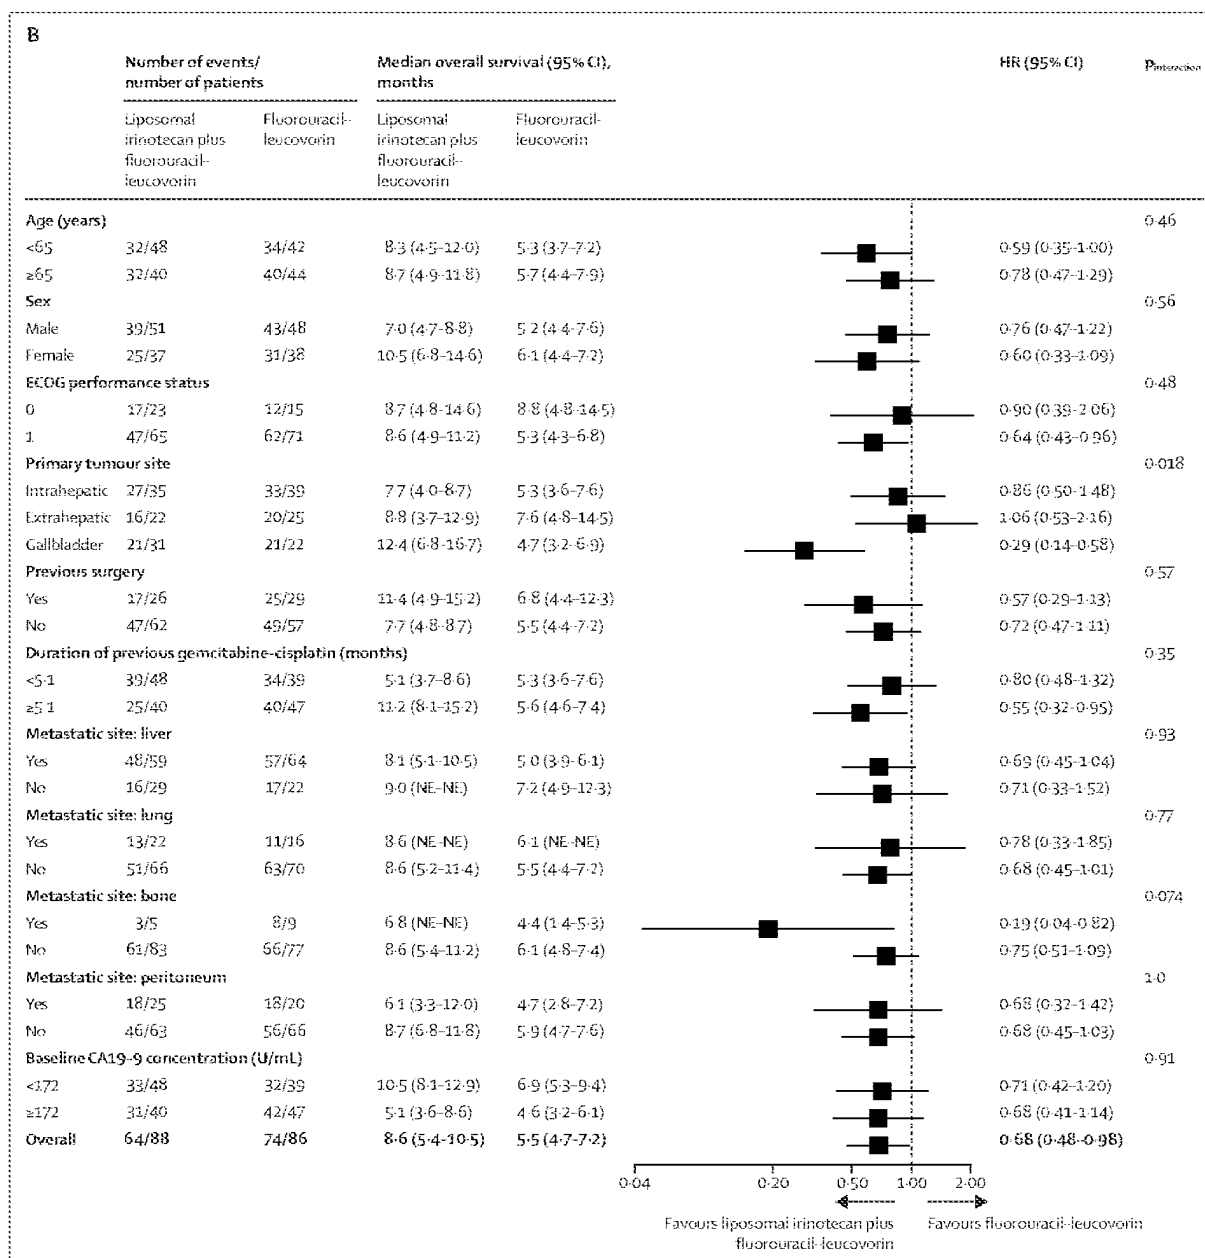 B
Number of events/ number of patients Median overall survival (95% CI), months HR (95% CI) Pinteraction
Liposomal irinotecan plus fluorouracil–leucovorin Fluorouracil–leucovorin Liposomal irinotecan plus fluorouracil–leucovorin Fluorouracil–leucovorin
Age (years) 0·46
<65 32/48 34/42 8·3 (4·5–12·0) 5·3 (3·7–7·2) 0·59 (0·35–1·00)
≥65 32/40 40/44 8·7 (4·9–11·8) 5·7 (4·4–7·9) 0·78 (0·47–1·29)
Sex 0·56
Male 39/51 43/48 7·0 (4·7–8·8) 5·2 (4·4–7·6) 0·76 (0·47–1·22)
Female 25/37 31/38 10·5 (6·8–14·6) 6·1 (4·4–7·2) 0·60 (0·33–1·09)
ECOG performance status 0·48
0 17/23 12/15 8·7 (4·8–14·6) 8·8 (4·8–14·5) 0·90 (0·39–2·06)
1 47/65 62/71 8·6 (4·9–11·2) 5·3 (4·3–6·8) 0·64 (0·43–0·96)
Primary tumour site 0·018
Intrahepatic 27/35 33/39 7·7 (4·0–8·7) 5·3 (3·6–7·6) 0·86 (0·50–1·48)
Extrahepatic 16/22 20/25 8·8 (3·7–12·9) 7·6 (4·8–14·5) 1·06 (0·53–2·16)
Gallbladder 21/31 21/22 12·4 (6·8–16·7) 4·7 (3·2–6·9) 0·29 (0·14–0·58)
Previous surgery 0·57
Yes 17/26 25/29 11·4 (4·9–15·2) 6·8 (4·4–12·3) 0·57 (0·29–1·13)
No 47/62 49/57 7·7 (4·8–8·7) 5·5 (4·4–7·2) 0·72 (0·47–1·11)
Duration of previous gemcitabine-cisplatin (months) 0·35
<5·1 39/48 34/39 5·1 (3·7–8·6) 5·3 (3·6–7·6) 0·80 (0·48–1·32)
≥5·1 25/40 40/47 11·2 (8·1–15·2) 5·6 (4·6–7·4) 0·55 (0·32–0·95)
Metastatic site: liver 0·93
Yes 48/59 57/64 8·1 (5·1–10·5) 5·0 (3·9–6·1) 0·69 (0·45–1·04)
No 16/29 17/22 9·0 (NE–NE) 7·2 (4·9–12·3) 0·71 (0·33–1·52)
Metastatic site: lung 0·77
Yes 13/22 11/16 8·6 (NE–NE) 6·1 (NE–NE) 0·78 (0·33–1·85)
No 51/66 63/70 8·6 (5·2–11·4) 5·5 (4·4–7·2) 0·68 (0·45–1·01)
Metastatic site: bone 0·074
Yes 3/5 8/9 6·8 (NE–NE) 4·4 (1·4–5·3) 0·19 (0·04–0·82)
No 61/83 66/77 8·6 (5·4–11·2) 6·1 (4·8–7·4) 0·75 (0·51–1·09)
Metastatic site: peritoneum 1·0
Yes 18/25 18/20 6·1 (3·3–12·0) 4·7 (2·8–7·2) 0·68 (0·32–1·42)
No 46/63 56/66 8·7 (6·8–11·8) 5·9 (4·7–7·6) 0·68 (0·45–1·03)
Baseline CA19-9 concentration (U/mL) 0·91
<172 33/48 32/39 10·5 (8·1–12·9) 6·9 (5·3–9·4) 0·71 (0·42–1·20)
≥172 31/40 42/47 5·1 (3·6–8·6) 4·6 (3·2–6·1) 0·68 (0·41–1·14)
Overall 64/88 74/86 8·6 (5·4–10·5) 5·5 (4·7–7·2) 0·68 (0·48–0·98)
0·04 0·20 0·50 1·00 2·00
Favours liposomal irinotecan plus Favours fluorouracil–leucovorin
fluorouracil–leucovorin